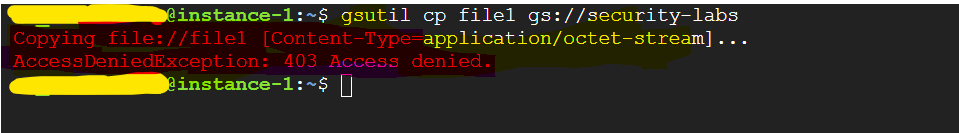 @instance-1:~$ gsutil cp file1 gs://security-labs
Copying file://file1 [Content-Type=application/octet-stream]...
AccessDeniedException: 403 Access denied.
@instance-1:~$